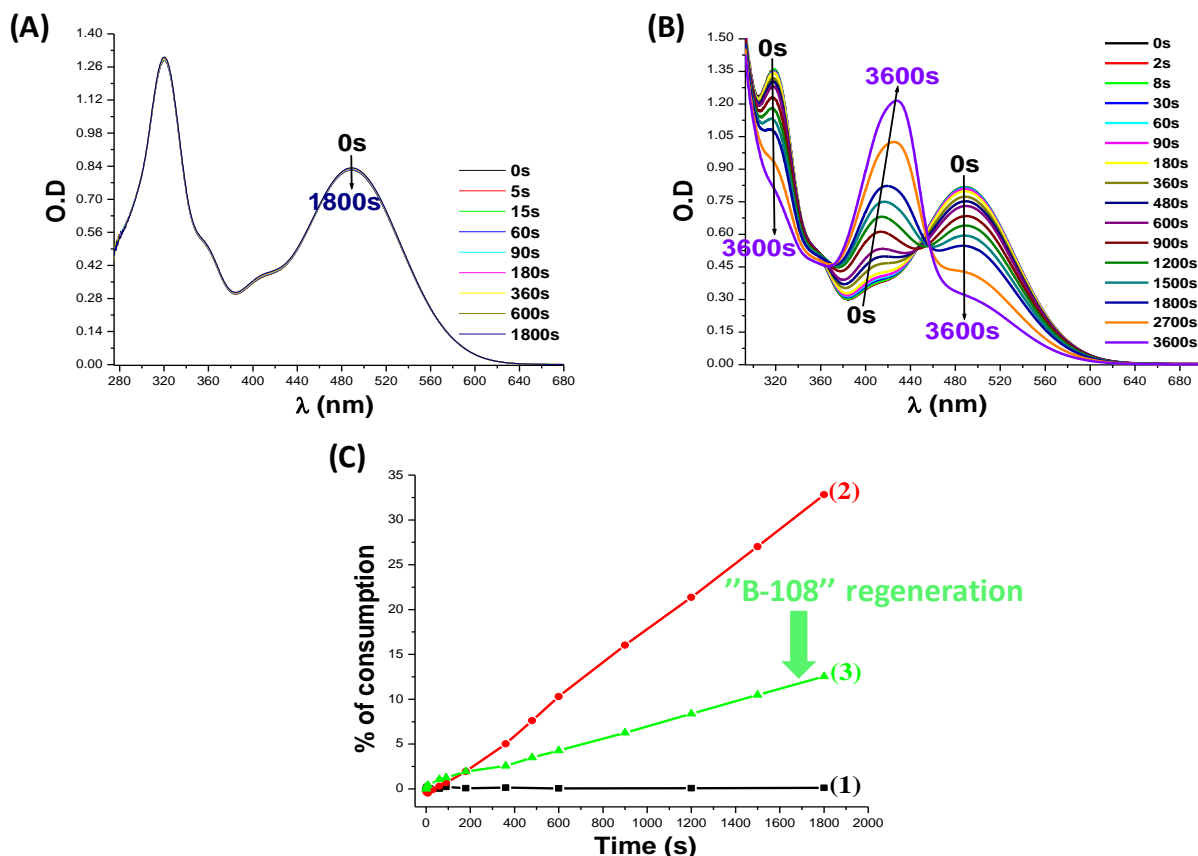 (A)
1.40
1.26
1.12
0.98
0.84
0.70
0.56
0.42
0.28
0.14
0.00
O.D
280 320 360 400 440 480 520 560 600 640 680
λ (nm)
0s
1800s
0s
5s
15s
60s
90s
180s
360s
600s
1800s
(B)
1.50
1.35
1.20
1.05
0.90
0.75
0.60
0.45
0.30
0.15
0.00
O.D
320 360 400 440 480 520 560 600 640 680
λ (nm)
0s
3600s
3600s
0s
0s
3600s
0s
2s
8s
30s
60s
90s
180s
360s
480s
600s
900s
1200s
1500s
1800s
2700s
3600s
(C)
35
30
25
20
15
10
5
0
% of consumption
0 200 400 600 800 1000 1200 1400 1600 1800 2000
Time (s)
(2)
''B-108'' regeneration
(3)
(1)